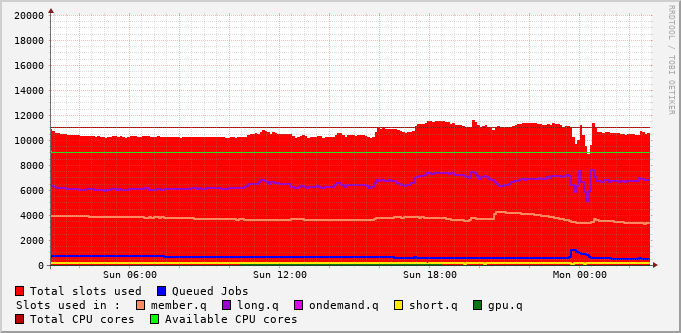 20000
18000
16000
14000
12000
10000
8000
6000
4000
2000
0
Sun 06:00 Sun 12:00 Sun 18:00 Mon 00:00
RRDTOOL / TOBI OETIKER
Total slots used Queued Jobs
Slots used in : member.q long.q ondemand.q short.q gpu.q
Total CPU cores Available CPU cores